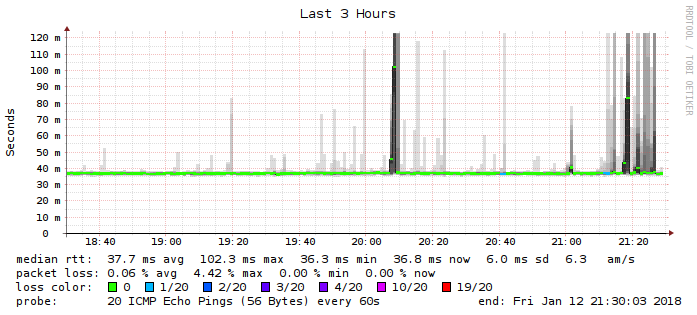 Last 3 Hours
RRDTOOL / TOBI OETIKER
Seconds
120 m
110 m
100 m
90 m
80 m
70 m
60 m
50 m
40 m
30 m
20 m
10 m
0
18:40 19:00 19:20 19:40 20:00 20:20 20:40 21:00 21:20
median rtt: 37.7 ms avg 102.3 ms max 36.3 ms min 36.8 ms now 6.0 ms sd 6.3 am/s
packet loss: 0.06 % avg 4.42 % max 0.00 % min 0.00 % now
loss color: 0 1/20 2/20 3/20 4/20 10/20 19/20
probe: 20 ICMP Echo Pings (56 Bytes) every 60s end: Fri Jan 12 21:30:03 2018